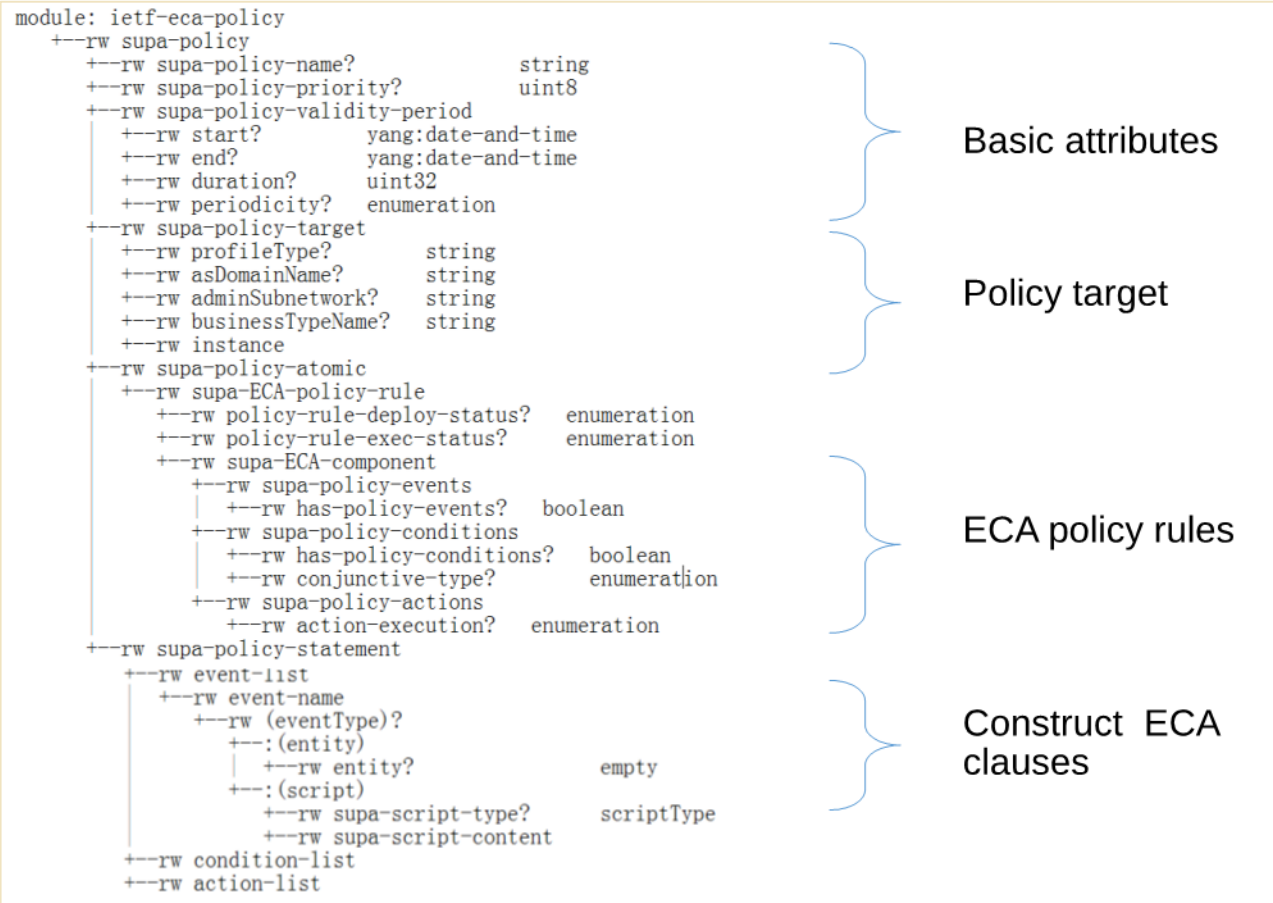 module: ietf-eca-policy
+--rw supa-policy
+--rw supa-policy-name? string
+--rw supa-policy-priority? uint8
+--rw supa-policy-validity-period
+--rw start? yang:date-and-time
+--rw end? yang:date-and-time
+--rw duration? uint32
+--rw periodicity? enumeration
+--rw supa-policy-target
+--rw profileType? string
+--rw asDomainName? string
+--rw adminSubnetwork? string
+--rw businessTypeName? string
+--rw instance
+--rw supa-policy-atomic
+--rw supa-ECA-policy-rule
+--rw policy-rule-deploy-status? enumeration
+--rw policy-rule-exec-status? enumeration
+--rw supa-ECA-component
+--rw supa-policy-events
| +--rw has-policy-events? boolean
+--rw supa-policy-conditions
| +--rw has-policy-conditions? boolean
| +--rw conjunctive-type? enumeration
+--rw supa-policy-actions
+--rw action-execution? enumeration
+--rw supa-policy-statement
+--rw event-list
| +--rw event-name
+--rw (eventType)?
+--:(entity)
| +--rw entity? empty
+--:(script)
+--rw supa-script-type? scriptType
+--rw supa-script-content
+--rw condition-list
+--rw action-list
Basic attributes
Policy target
ECA policy rules
Construct ECA
clauses